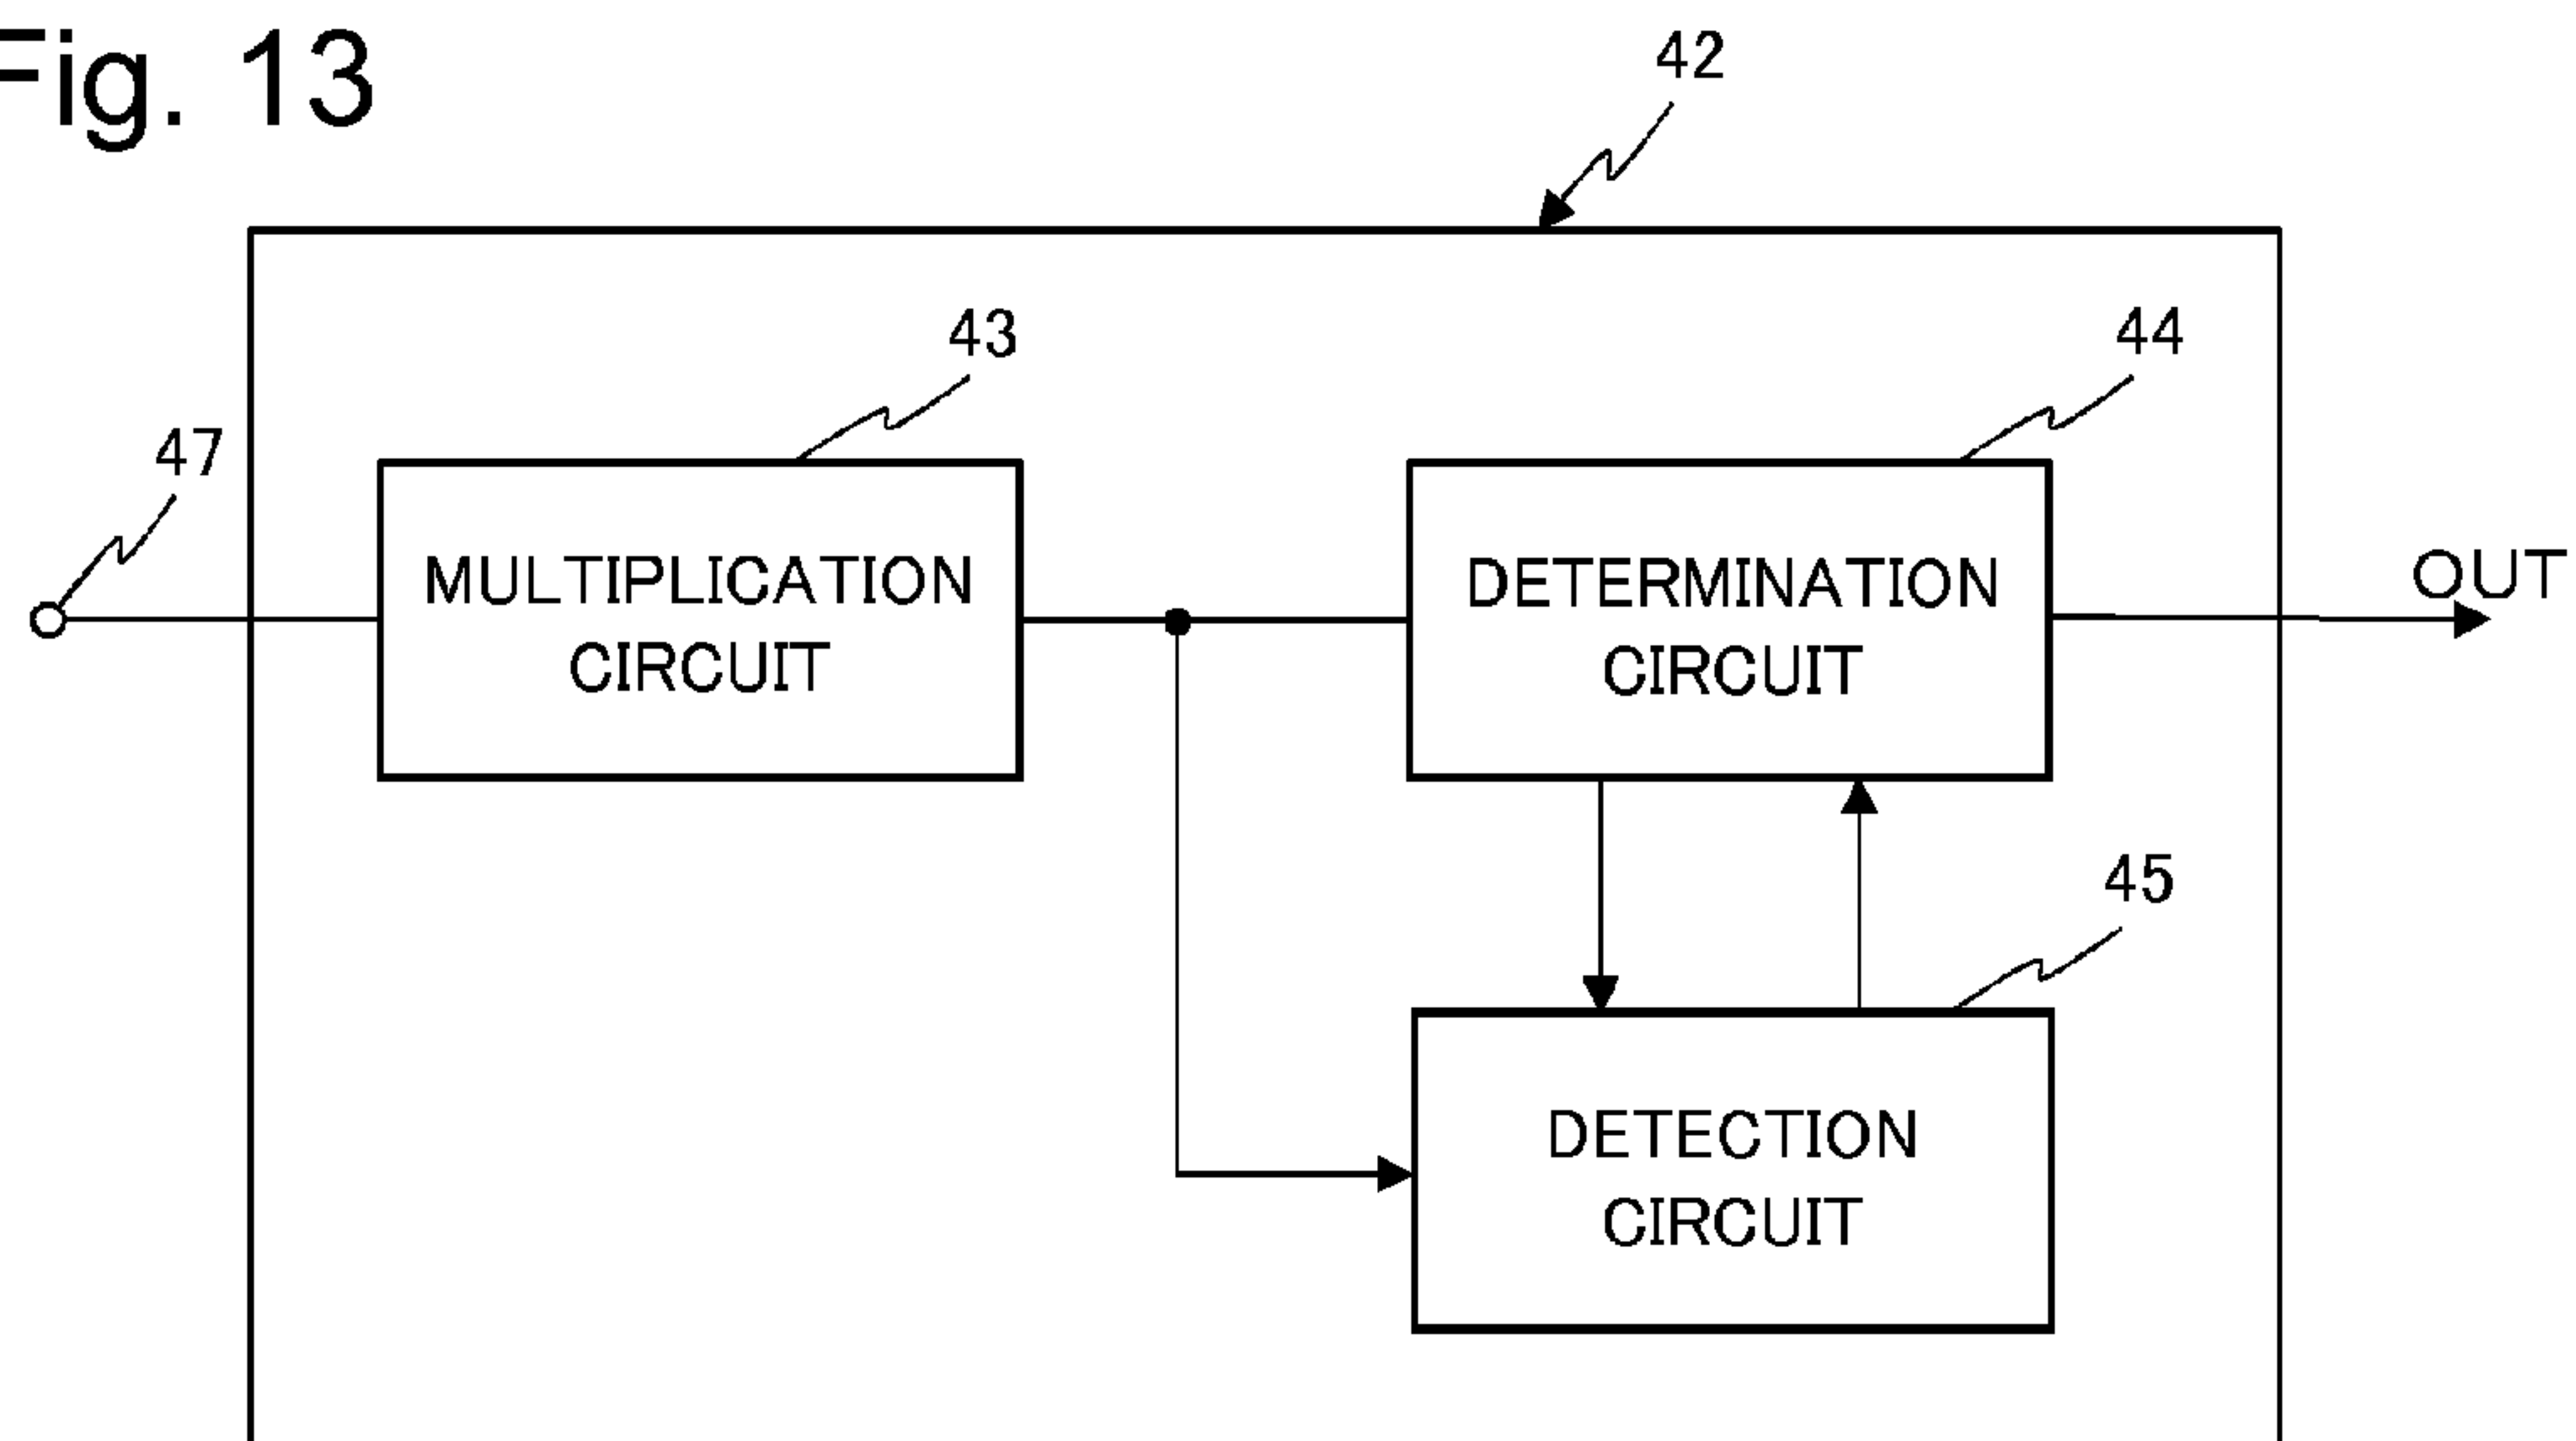 Fig. 13
42
43
44
47
MULTIPLICATION
CIRCUIT
DETERMINATION
CIRCUIT
OUT
45
DETECTION
CIRCUIT